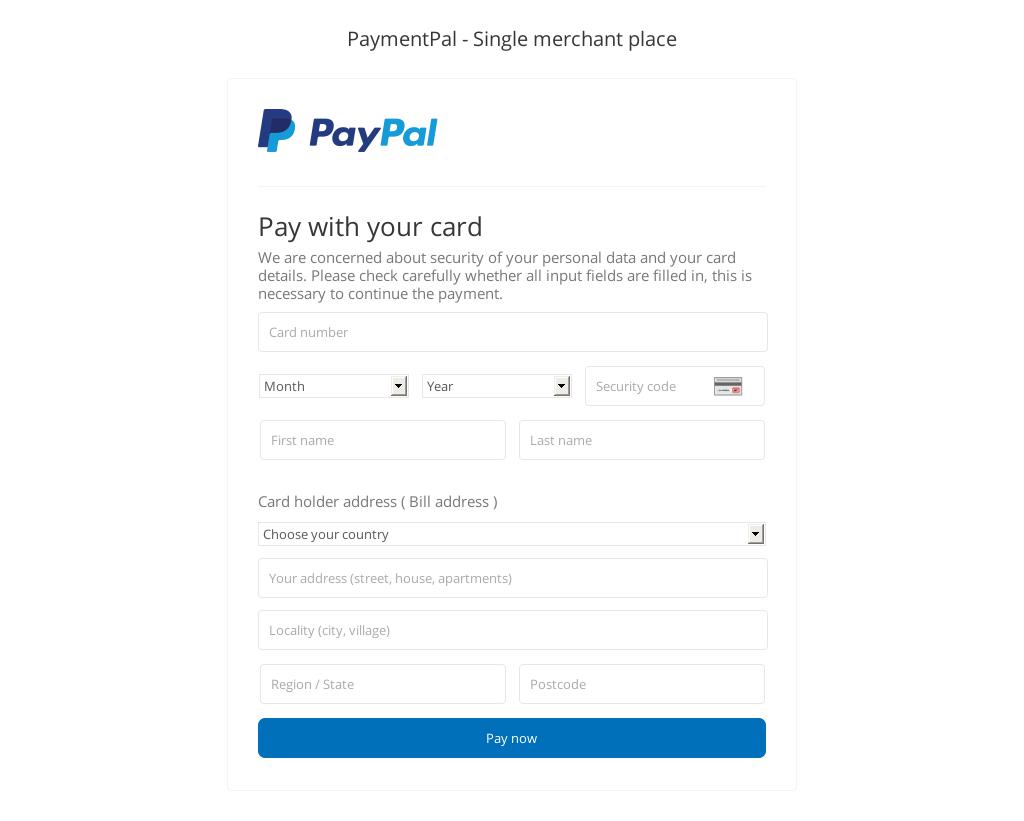 PaymentPal - Single merchant place
PayPal
Pay with your card
We are concerned about security of your personal data and your card
details. Please check carefully whether all input fields are filled in, this is
necessary to continue the payment.
Card number
Month Year Security code
First name Last name
Card holder address ( Bill address )
Choose your country
Your address (street, house, apartments)
Locality (city, village)
Region / State Postcode
Pay now